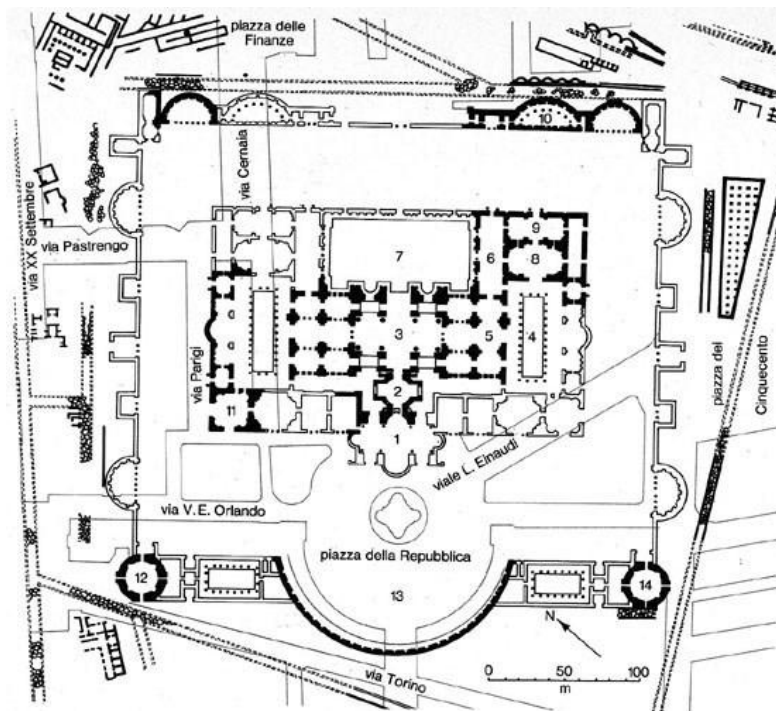 piazza delle
Finanze
10
via Cernaia
via XX Settembre
via Pastrengo
9
7
6
8
3
5
4
piazza dei
Cinquecento
via Parigi
2
11
1
viale L. Einaudi
via V.E. Orlando
piazza della Repubblica
12
13
14
N
via Torino
0
50
100
m